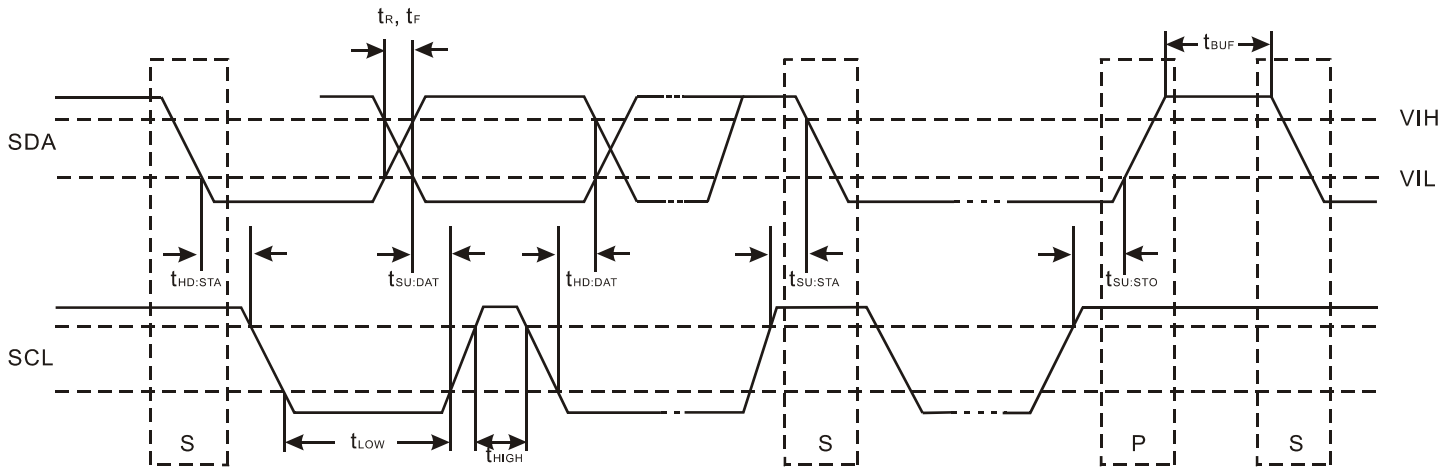 tR, tF
tBUF
SDA
VIH
VIL
tHD:STA
tSU:DAT
tHD:DAT
tSU:STA
tSU:STO
SCL
tLOW
tHIGH
S
S
P
S